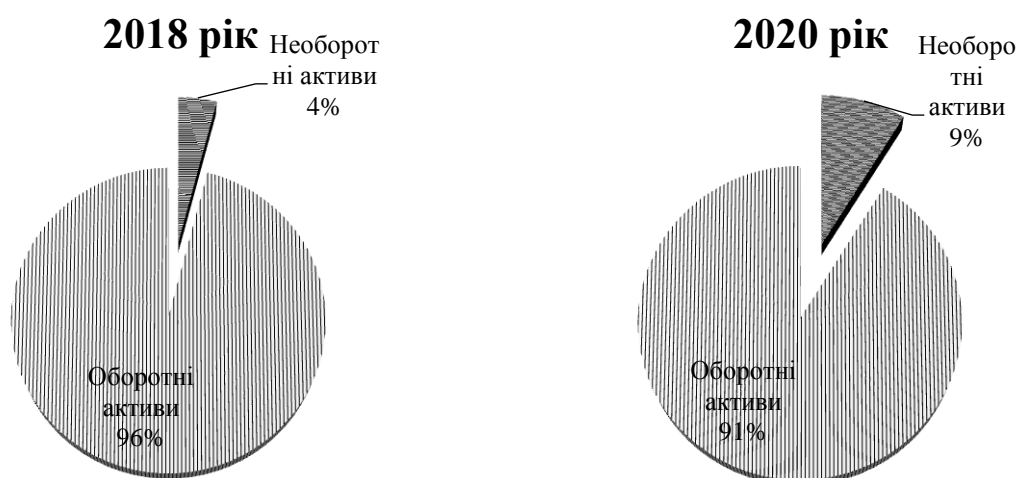 2018 рік
Необорот
ні активи
4%
Оборотні
активи
96%
2020 рік
Необоро
тні
активи
9%
Оборотні
активи
91%